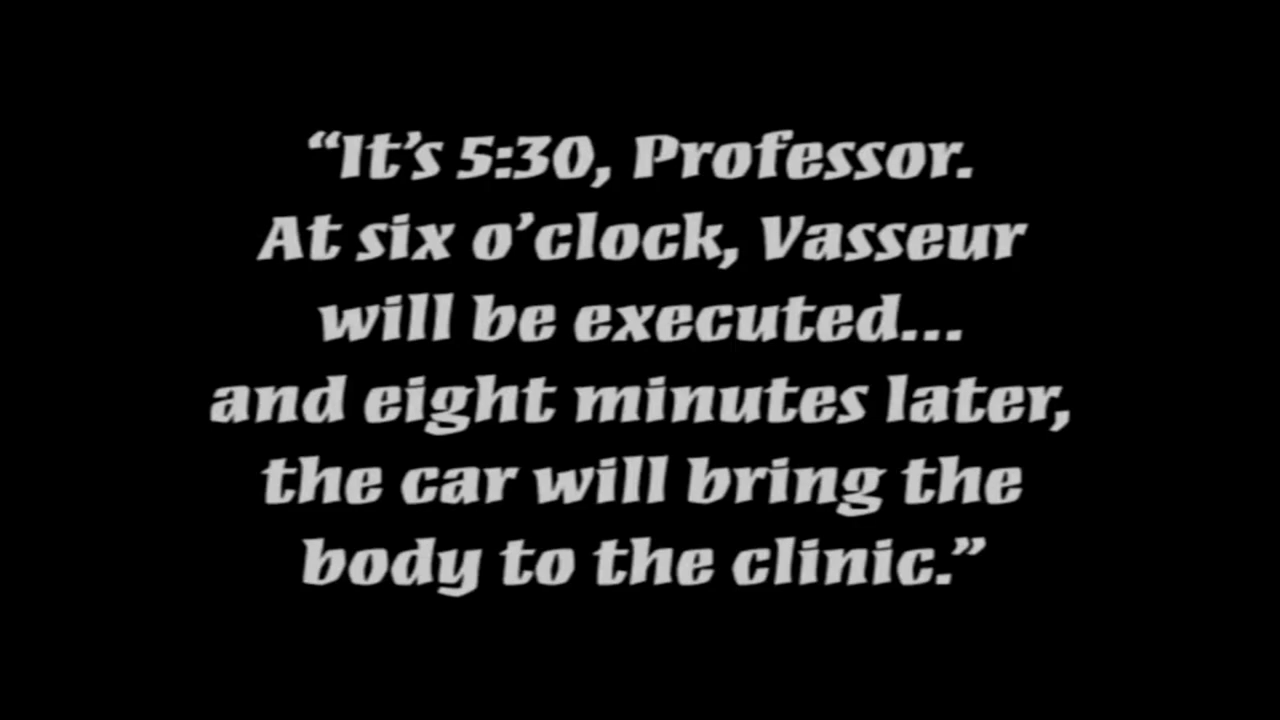 “It’s 5:30, Professor.
At six o’clock, Vasseur
will be executed...
and eight minutes later,
the car will bring the
body to the clinic.”